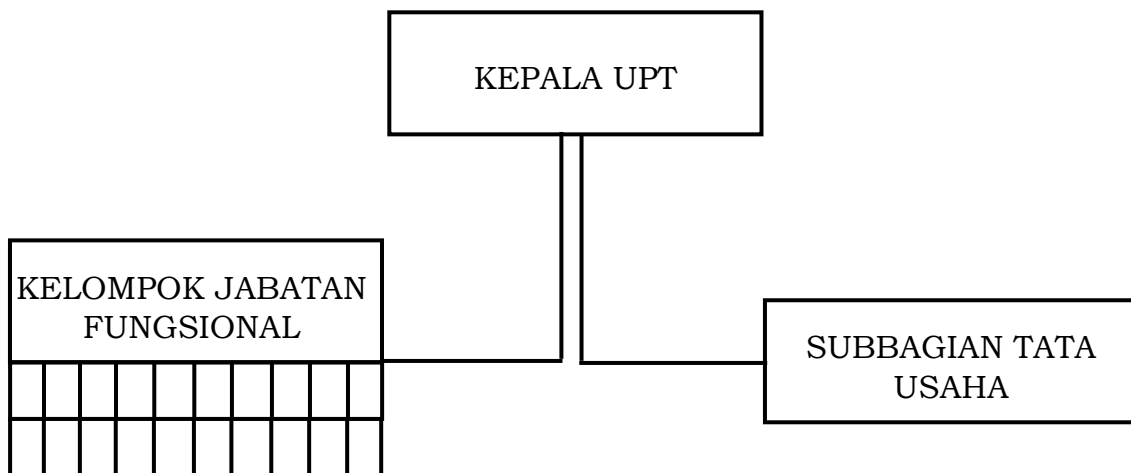 KEPALA UPT
KELOMPOK JABATAN
FUNGSIONAL
SUBBAGIAN TATA
USAHA